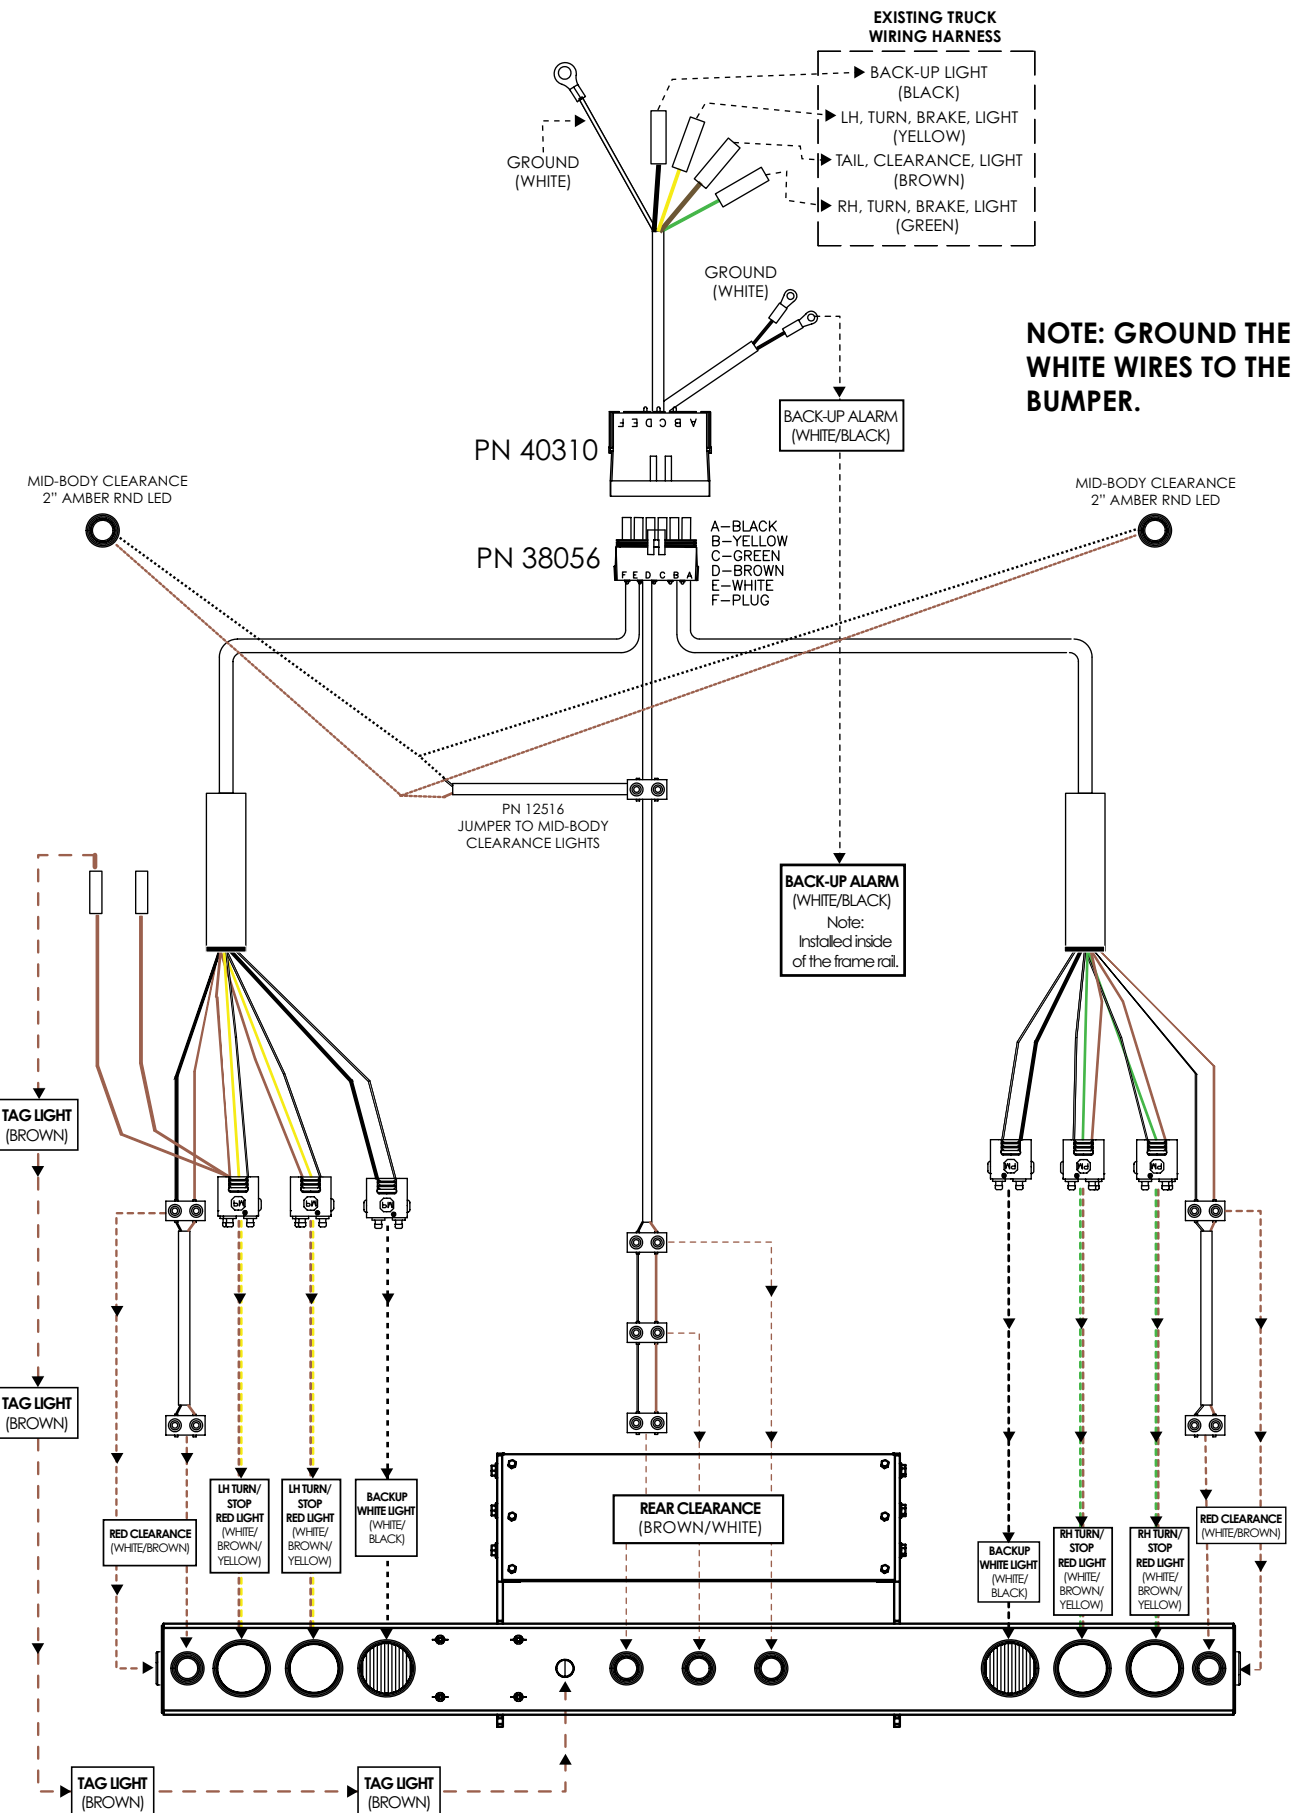 EXISTING TRUCK
WIRING HARNESS
BACK-UP LIGHT
(BLACK)
LH, TURN, BRAKE, LIGHT
(YELLOW)
TAIL, CLEARANCE, LIGHT
(BROWN)
RH, TURN, BRAKE, LIGHT
(GREEN)
GROUND
(WHITE)
GROUND
(WHITE)
NOTE: GROUND THE
WHITE WIRES TO THE
BUMPER.
BACK-UP ALARM
(WHITE/BLACK)
F E D C B A
PN 40310
MID-BODY CLEARANCE
2" AMBER RND LED
MID-BODY CLEARANCE
2" AMBER RND LED
PN 38056
F E D C B A
A-BLACK
B-YELLOW
C-GREEN
D-BROWN
E-WHITE
F-PLUG
PN 12516
JUMPER TO MID-BODY
CLEARANCE LIGHTS
BACK-UP ALARM
(WHITE/BLACK)
Note:
Installed inside
of the frame rail.
TAG LIGHT
(BROWN)
PM
PM
PM
PM
PM
PM
TAG LIGHT
(BROWN)
RED CLEARANCE
(WHITE/BROWN)
LH TURN/
STOP
RED LIGHT
(WHITE/
BROWN/
YELLOW)
LH TURN/
STOP
RED LIGHT
(WHITE/
BROWN/
YELLOW)
BACKUP
WHITE LIGHT
(WHITE/
BLACK)
REAR CLEARANCE
(BROWN/WHITE)
BACKUP
WHITE LIGHT
(WHITE/
BLACK)
RH TURN/
STOP
RED LIGHT
(WHITE/
BROWN/
YELLOW)
RH TURN/
STOP
RED LIGHT
(WHITE/
BROWN/
YELLOW)
RED CLEARANCE
(WHITE/BROWN)
TAG LIGHT
(BROWN)
TAG LIGHT
(BROWN)